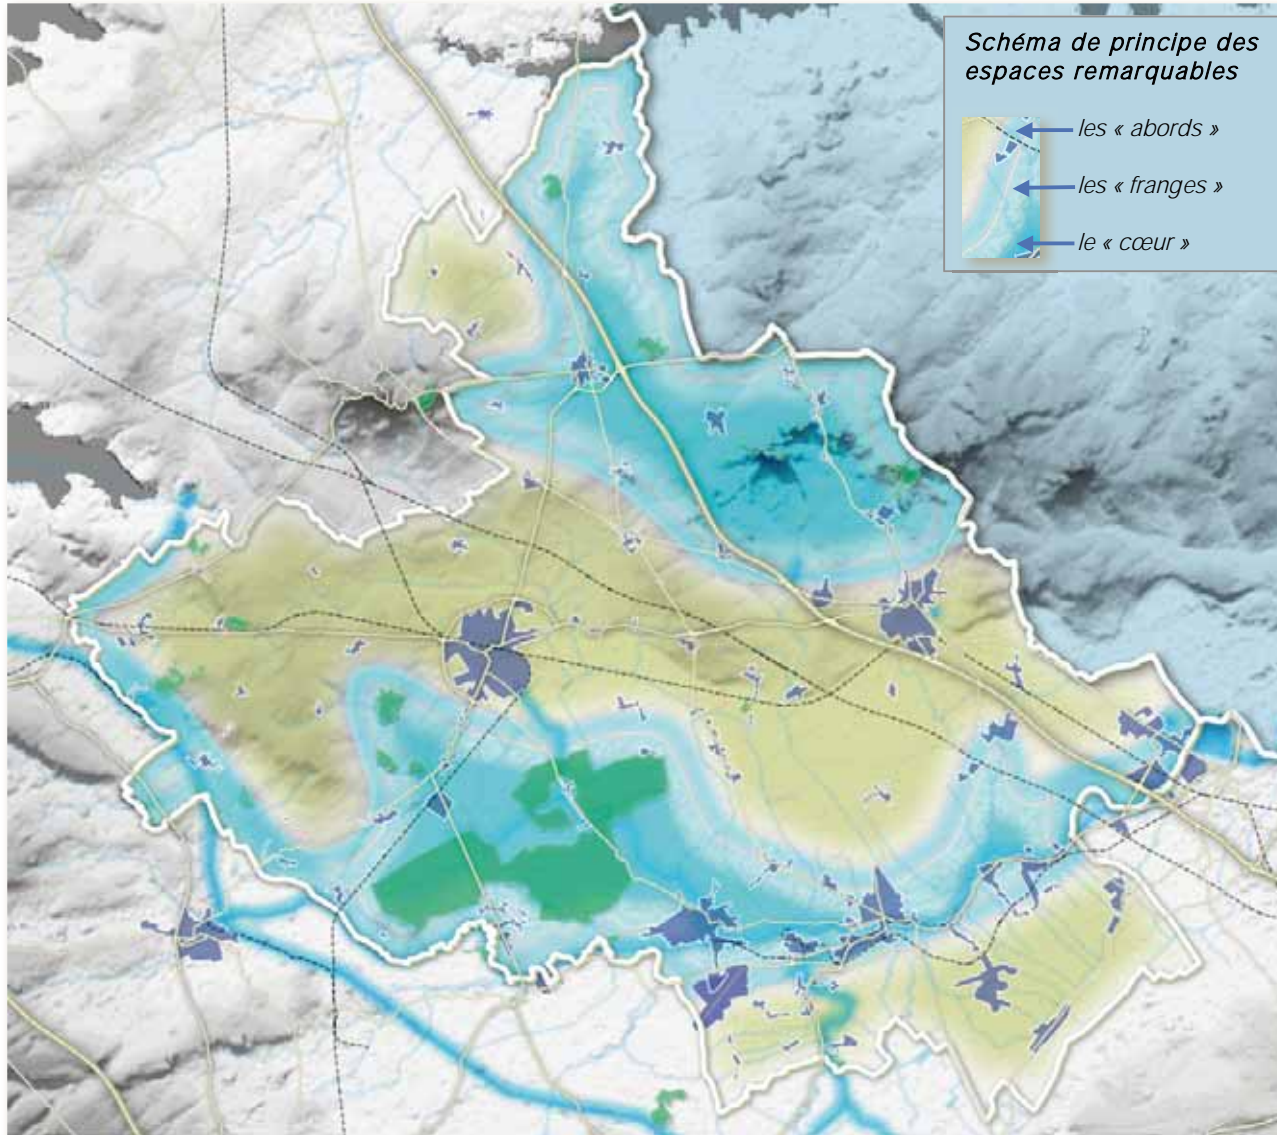 Schéma de principe des
espaces remarquables
les « abords »
les « franges »
le « cœur »